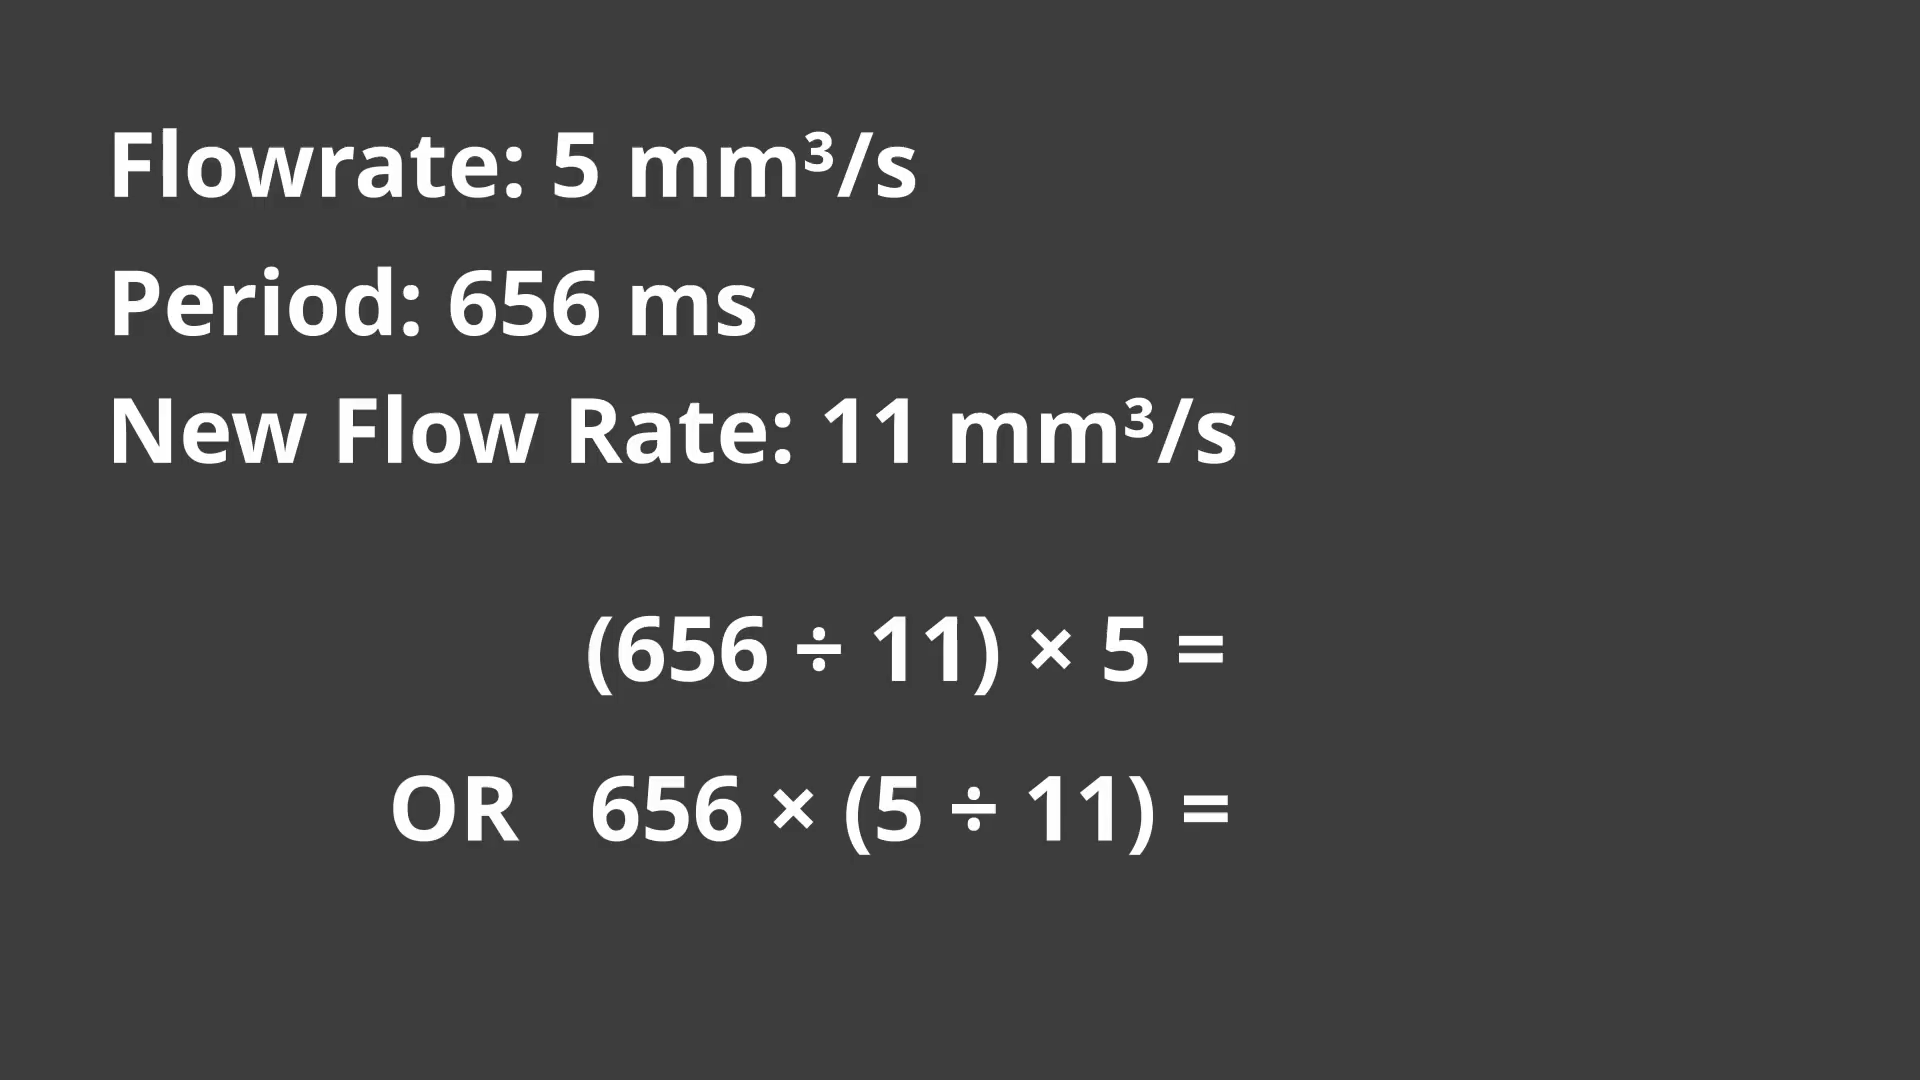 Flowrate: 5 mm³/s
Period: 656 ms
New Flow Rate: 11 mm³/s
(656 ÷ 11) × 5 =
OR 656 × (5 ÷ 11) =